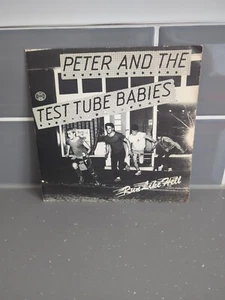 PETER AND THE
TEST TUBE BABIES
Run Like Hell